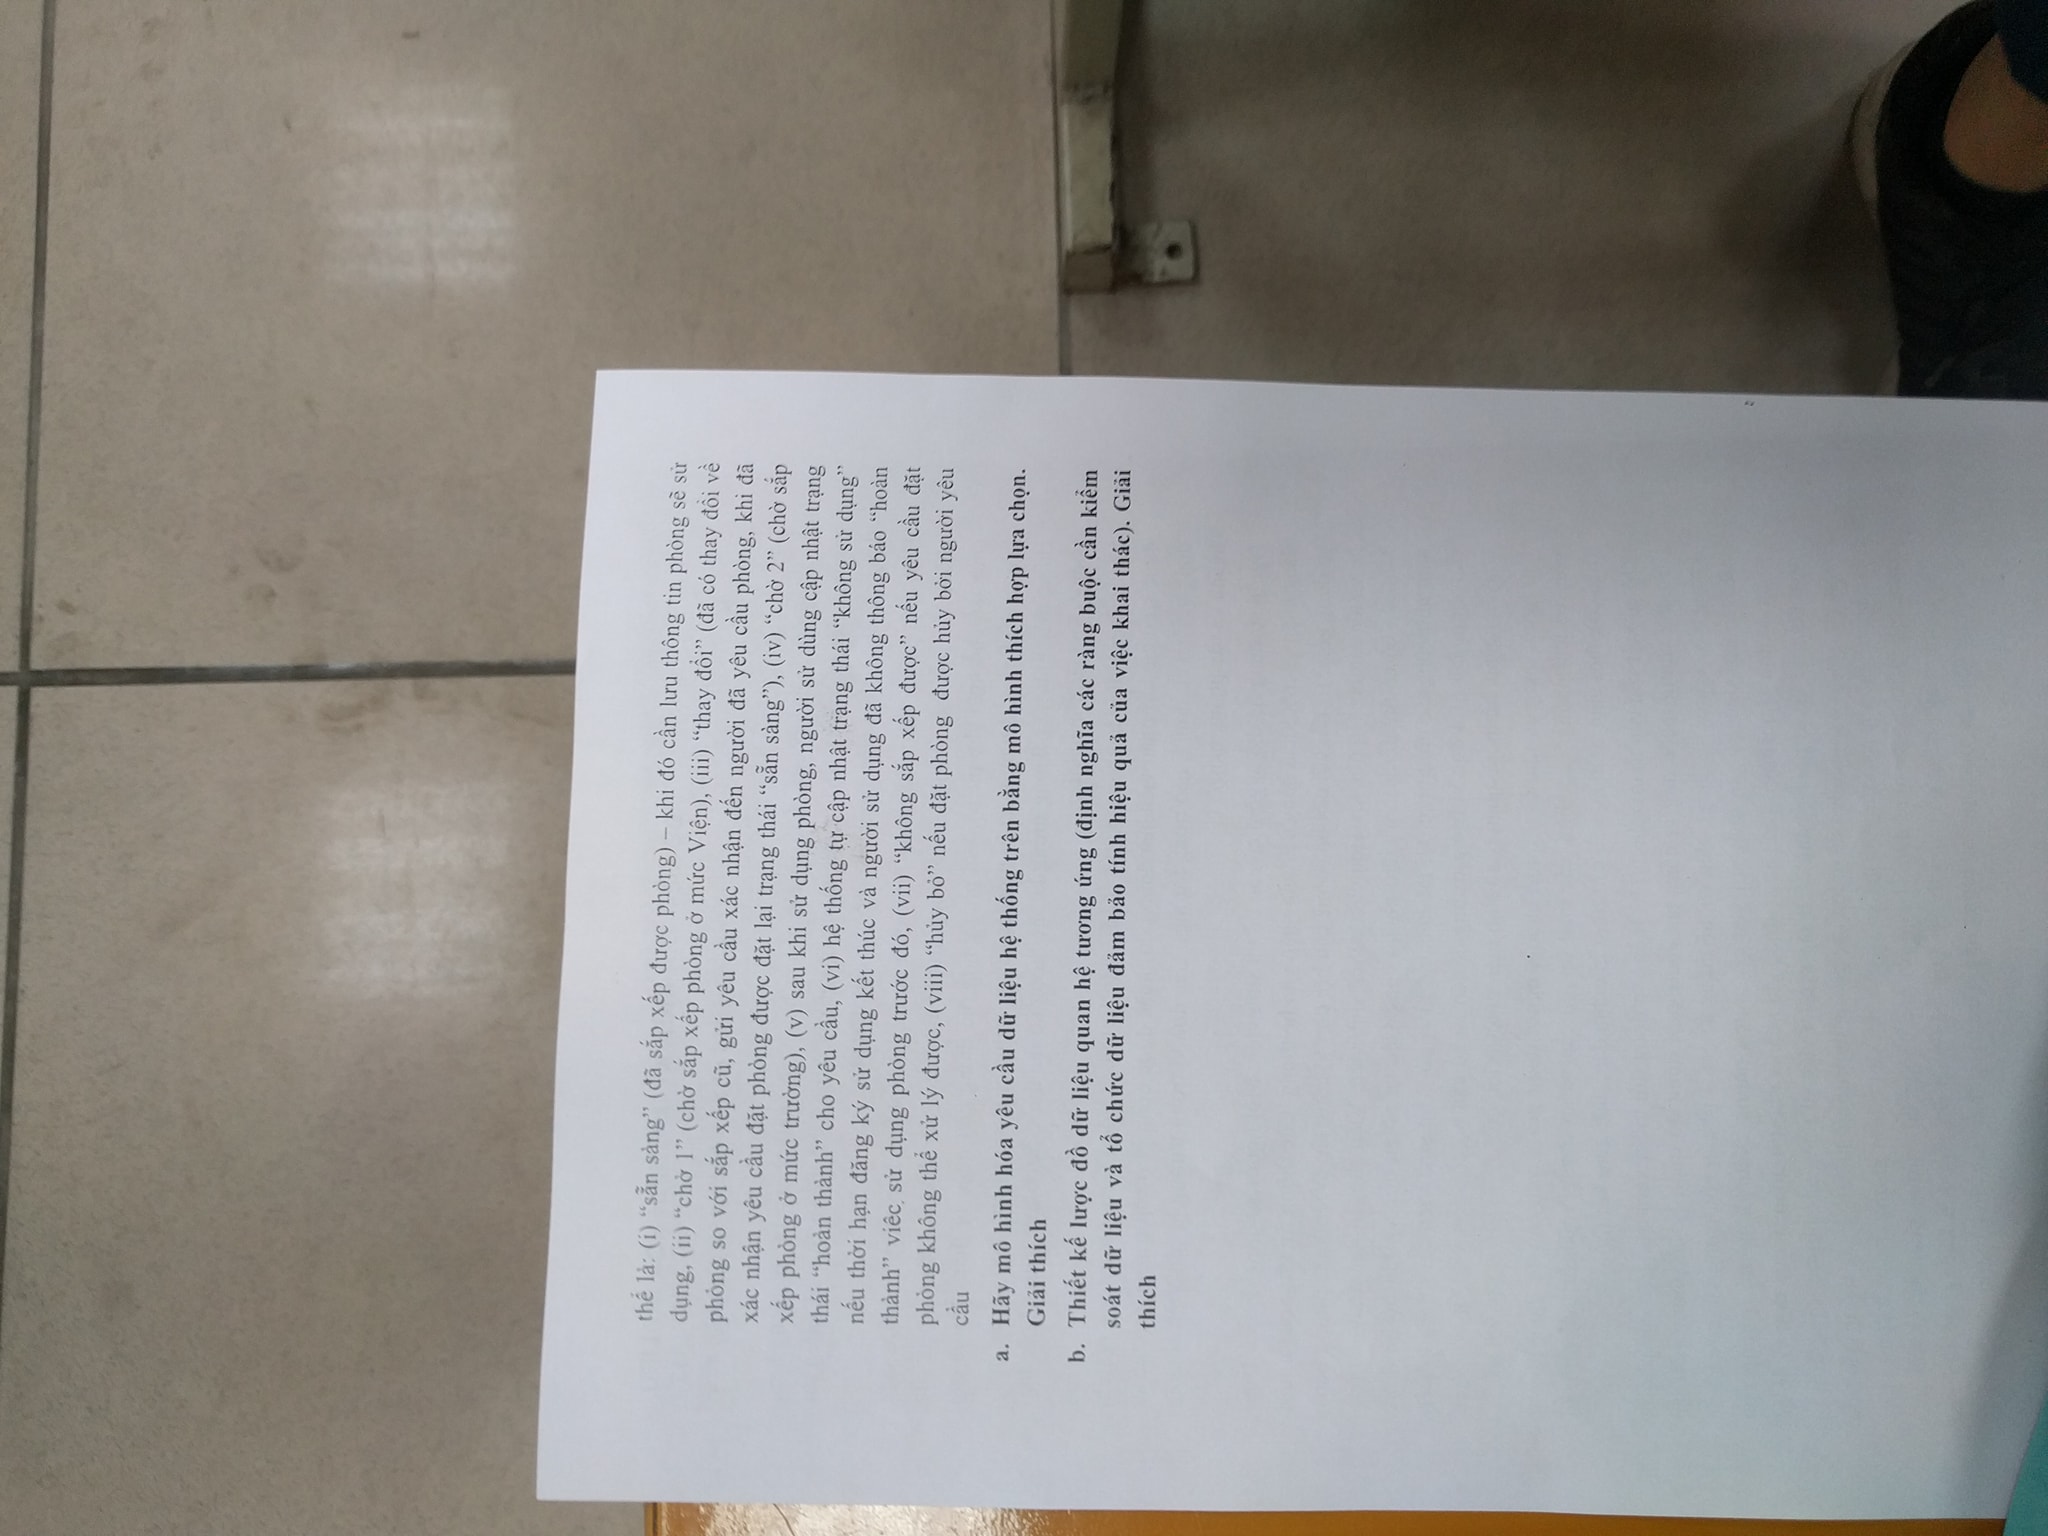 thể là: (i) “sẵn sàng” (đã sắp xếp được phòng) – khi đó cần lưu thông tin phòng sẽ sử
dụng, (ii) “chờ 1” (chờ sắp xếp phòng ở mức Viện), (iii) “thay đổi” (đã có thay đổi về
phòng so với sắp xếp cũ, gửi yêu cầu xác nhận đến người đã yêu cầu phòng, khi đã
xác nhận yêu cầu đặt phòng được đặt lại trạng thái “sẵn sàng”), (iv) “chờ 2” (chờ sắp
xếp phòng ở mức trường), (v) sau khi sử dụng phòng, người sử dùng cập nhật trạng
thái “hoàn thành” cho yêu cầu, (vi) hệ thống tự cập nhật trạng thái “không sử dụng”
nếu thời hạn đăng ký sử dụng kết thúc và người sử dụng đã không thông báo “hoàn
thành” viêc sử dụng phòng trước đó, (vii) “không sắp xếp được” nếu yêu cầu đặt
phòng không thể xử lý được, (viii) “hủy bỏ” nếu đặt phòng được hủy bởi người yêu
cầu
a. Hãy mô hình hóa yêu cầu dữ liệu hệ thống trên bằng mô hình thích hợp lựa chọn.
Giải thích
b. Thiết kế lược đồ dữ liệu quan hệ tương ứng (định nghĩa các ràng buộc cần kiểm
soát dữ liệu và tổ chức dữ liệu đảm bảo tính hiệu quả của việc khai thác). Giải
thích
2